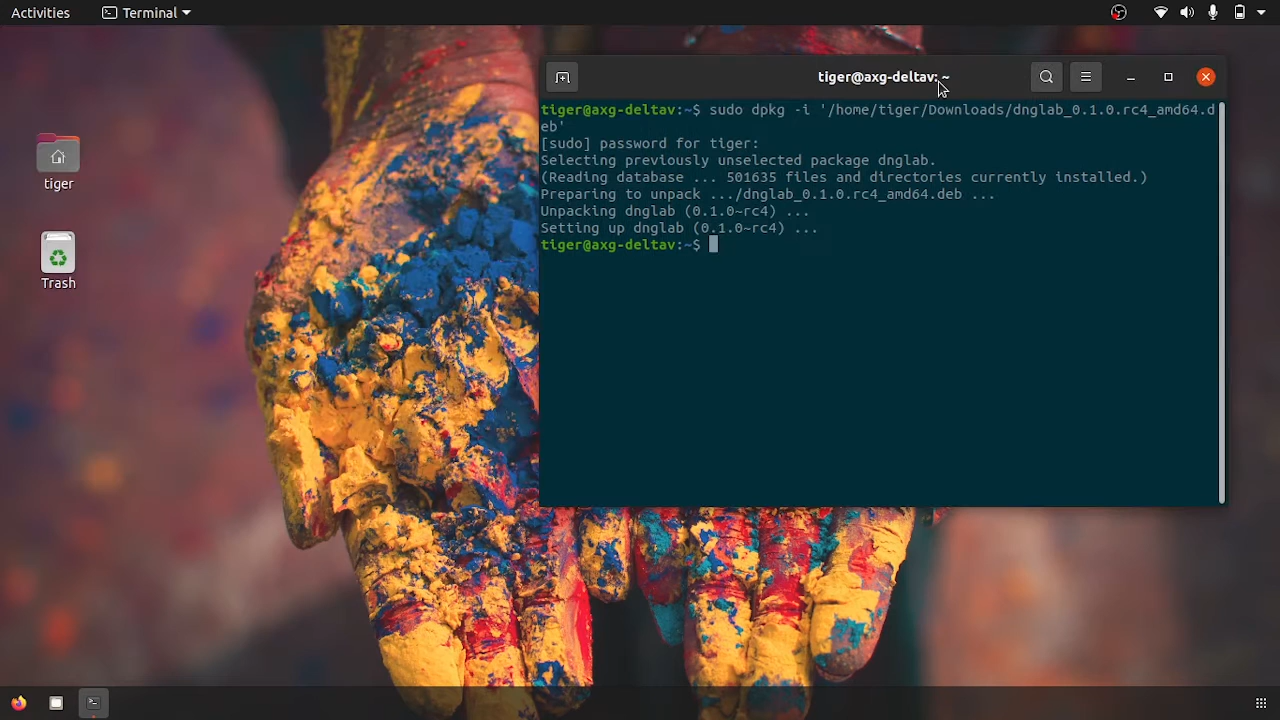 Activities Terminal
tiger@axg-deltav: ~
tiger@axg-deltav:~$ sudo dpkg -i '/home/tiger/Downloads/dnglab_0.1.0.rc4_amd64.d
eb'
[sudo] password for tiger:
Selecting previously unselected package dnglab.
(Reading database ... 501635 files and directories currently installed.)
Preparing to unpack .../dnglab_0.1.0.rc4_amd64.deb ...
Unpacking dnglab (0.1.0~rc4) ...
Setting up dnglab (0.1.0~rc4) ...
tiger@axg-deltav:~$
tiger
Trash